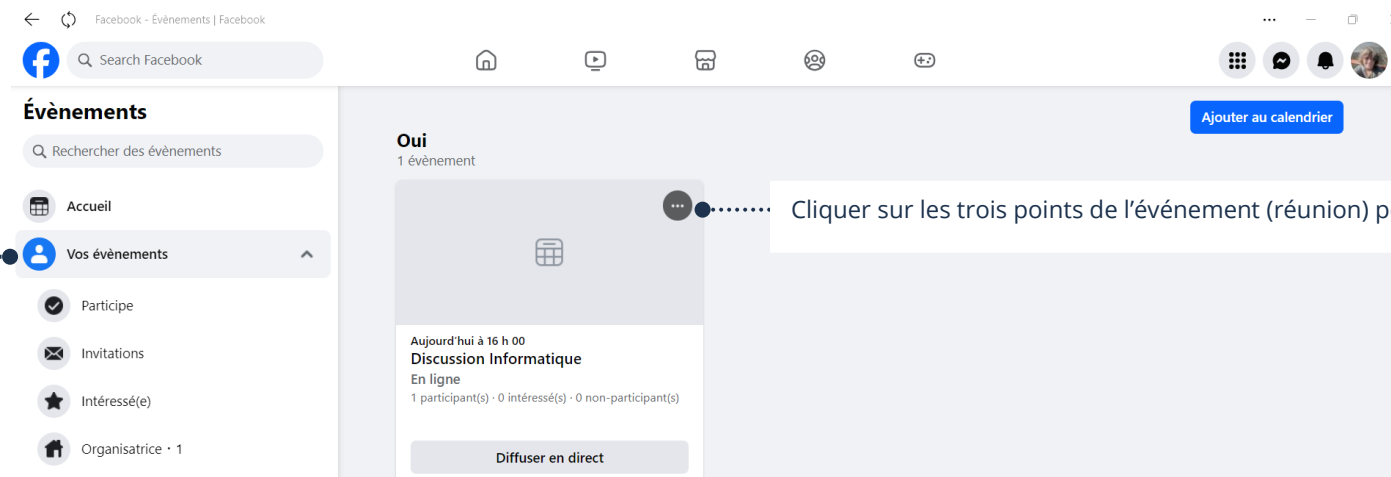 Facebook - Évènements | Facebook
Search Facebook
Évènements
Rechercher des évènements
Accueil
Vos évènements
Participe
Invitations
Intéressé(e)
Organisatrice · 1
Ajouter au calendrier
Oui
1 évènement
Cliquer sur les trois points de l’événement (réunion)
Aujourd’hui à 16 h 00
Discussion Informatique
En ligne
1 participant(s) · 0 intéressé(s) · 0 non-participant(s)
Diffuser en direct